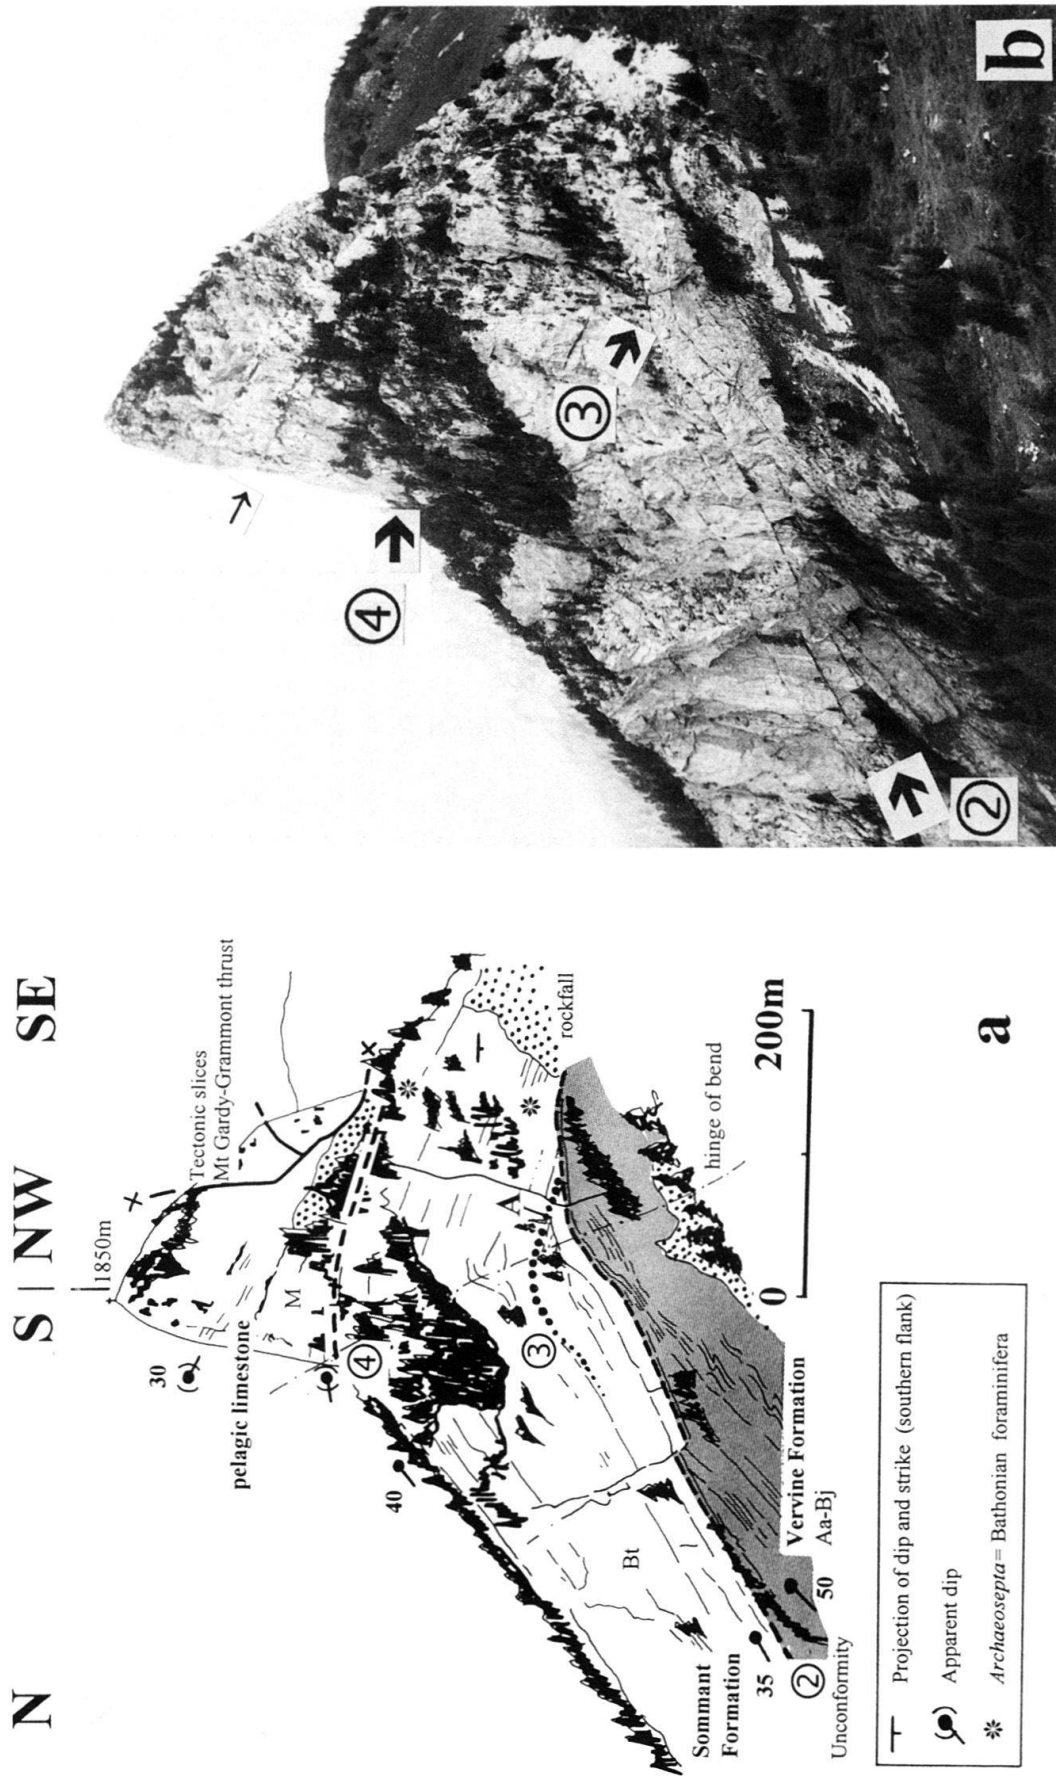 N
S | NW
SE
1850m
Tectonic slices
Mt Gardy-Grammont thrust
30
pelagic limestone
M
4
40
A
3
rockfall
Bt
hinge of bend
Sommant
Formation
35
2
Unconformity
50
Vervine Formation
Aa-Bj
0
200m
a
Projection of dip and strike (southern flank)
Apparent dip
Archaeosepta = Bathonian foraminifera
4
3
2
b